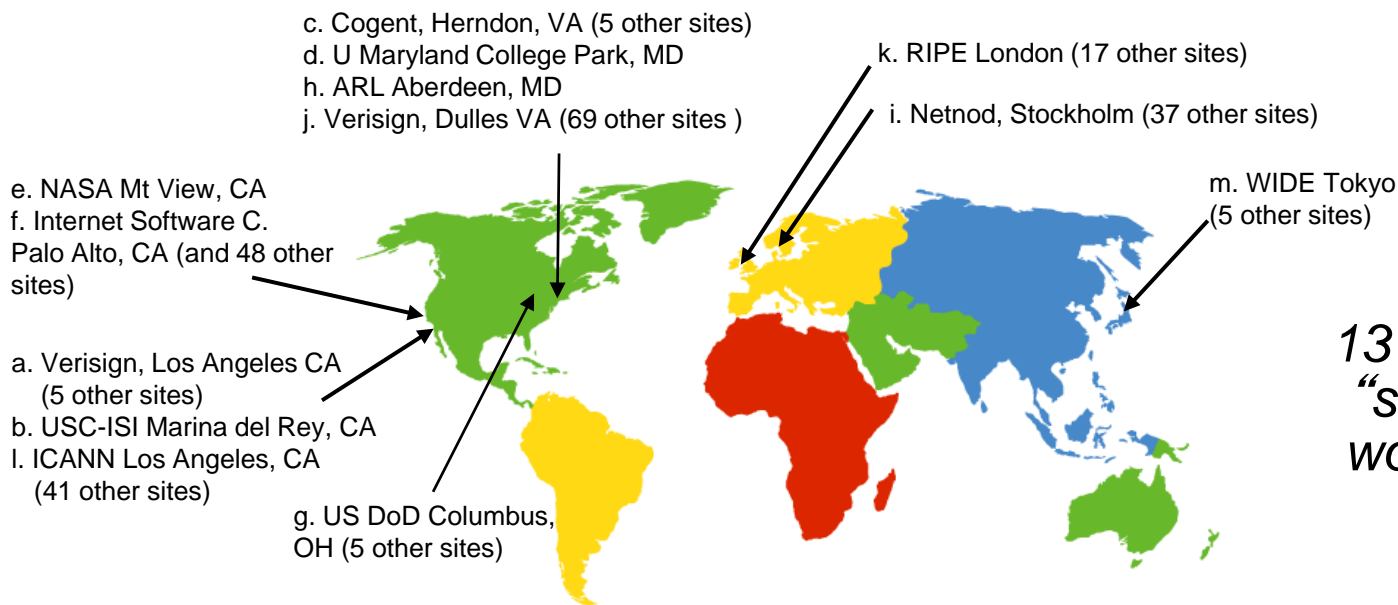 c. Cogent, Herndon, VA (5 other sites)
d. U Maryland College Park, MD
h. ARL Aberdeen, MD
j. Verisign, Dulles VA (69 other sites )
k. RIPE London (17 other sites)
i. Netnod, Stockholm (37 other sites)
m. WIDE Tokyo
(5 other sites)
e. NASA Mt View, CA
f. Internet Software C.
Palo Alto, CA (and 48 other
sites)
a. Verisign, Los Angeles CA
(5 other sites)
b. USC-ISI Marina del Rey, CA
l. ICANN Los Angeles, CA
(41 other sites)
g. US DoD Columbus,
OH (5 other sites)
13